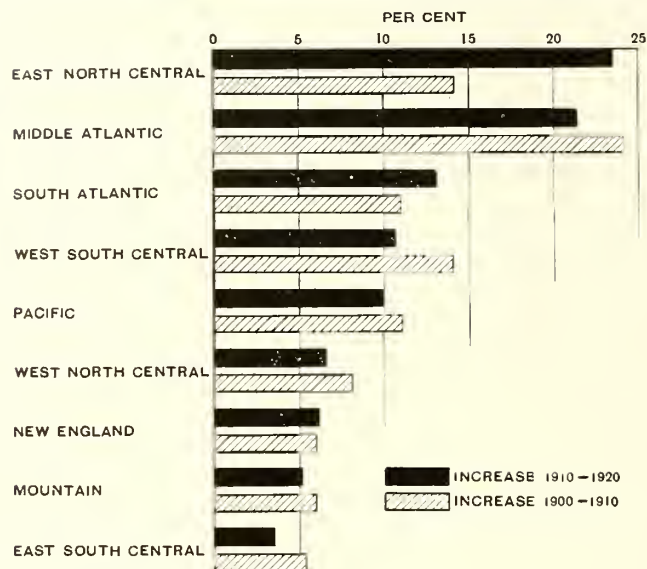 PER CENT
0 5 10 15 20 25
EAST NORTH CENTRAL
MIDDLE ATLANTIC
SOUTH ATLANTIC
WEST SOUTH CENTRAL
PACIFIC
WEST NORTH CENTRAL
NEW ENGLAND
INCREASE 1910-1920
MOUNTAIN
INCREASE 1900-1910
EAST SOUTH CENTRAL